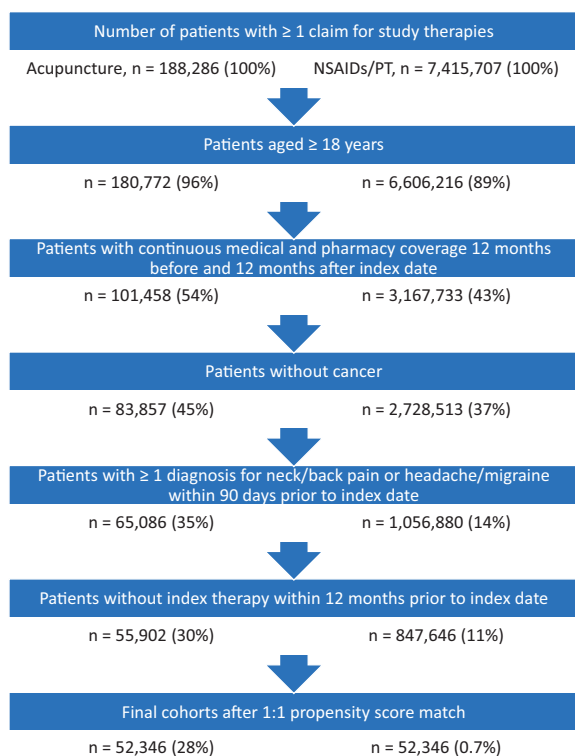 Number of patients with ≥ 1 claim for study therapies
Acupuncture, n = 188,286 (100%) NSAIDs/PT, n = 7,415,707 (100%)
Patients aged ≥ 18 years
n = 180,772 (96%) n = 6,606,216 (89%)
Patients with continuous medical and pharmacy coverage 12 months
before and 12 months after index date
n = 101,458 (54%) n = 3,167,733 (43%)
Patients without cancer
n = 83,857 (45%) n = 2,728,513 (37%)
Patients with ≥ 1 diagnosis for neck/back pain or headache/migraine
within 90 days prior to index date
n = 65,086 (35%) n = 1,056,880 (14%)
Patients without index therapy within 12 months prior to index date
n = 55,902 (30%) n = 847,646 (11%)
Final cohorts after 1:1 propensity score match
n = 52,346 (28%) n = 52,346 (0.7%)